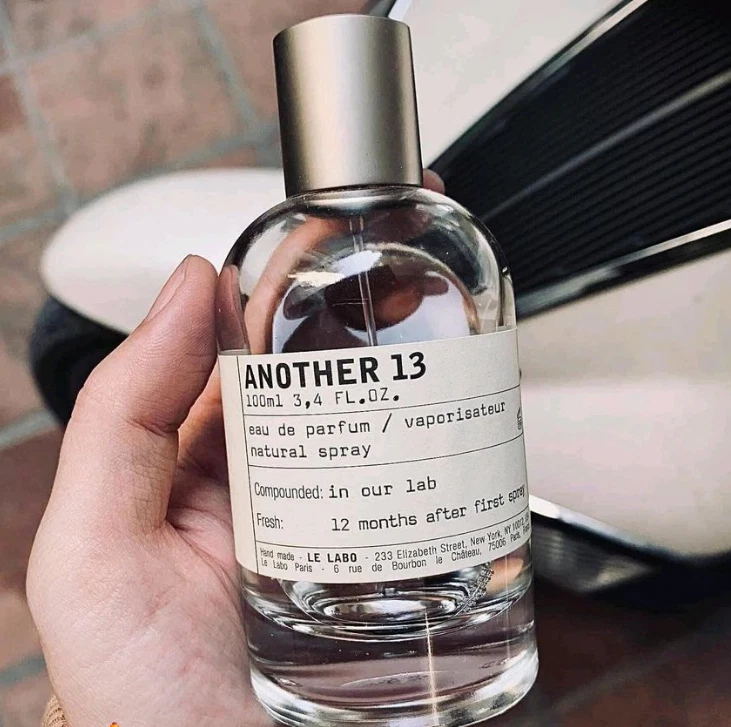 ANOTHER 13
100ml 3,4 FL.OZ.
eau de parfum / vaporisateur
natural spray
Compounded: in our lab
Fresh: 12 months after first spray
Hand made - LE LABO - 233 Elizabeth Street, New York, NY 10012,
Le Labo Paris - 6 rue de Bourbon le Château, 75006 Paris,